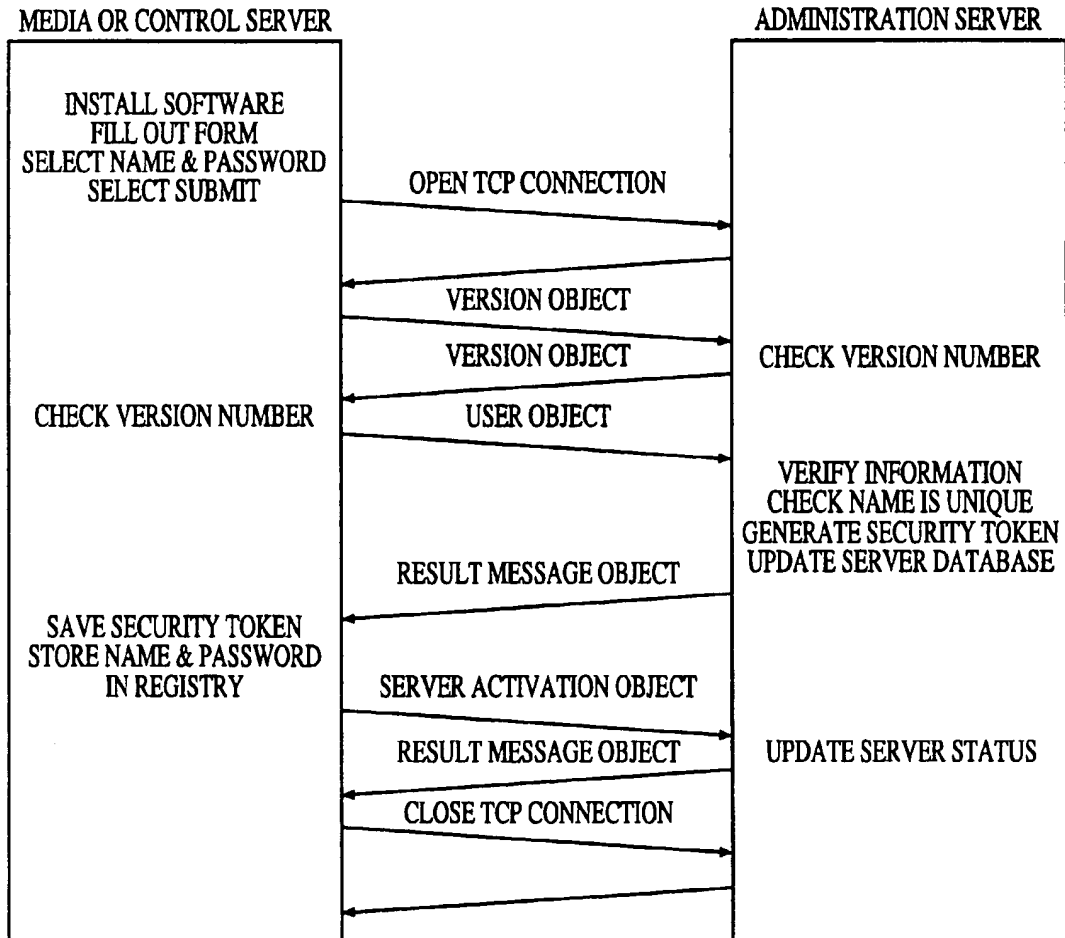 MEDIA OR CONTROL SERVER
ADMINISTRATION SERVER
INSTALL SOFTWARE
FILL OUT FORM
SELECT NAME & PASSWORD
SELECT SUBMIT
OPEN TCP CONNECTION
VERSION OBJECT
VERSION OBJECT
CHECK VERSION NUMBER
CHECK VERSION NUMBER
USER OBJECT
VERIFY INFORMATION
CHECK NAME IS UNIQUE
GENERATE SECURITY TOKEN
UPDATE SERVER DATABASE
RESULT MESSAGE OBJECT
SAVE SECURITY TOKEN
STORE NAME & PASSWORD
IN REGISTRY
SERVER ACTIVATION OBJECT
RESULT MESSAGE OBJECT
UPDATE SERVER STATUS
CLOSE TCP CONNECTION